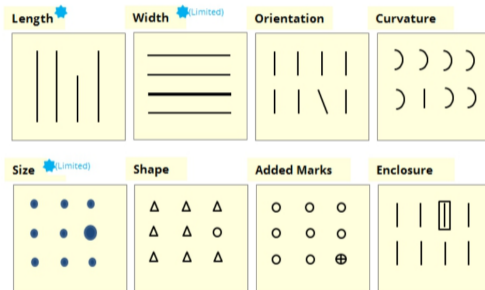 Length Width (Limited) Orientation Curvature
Size (Limited) Shape Added Marks Enclosure